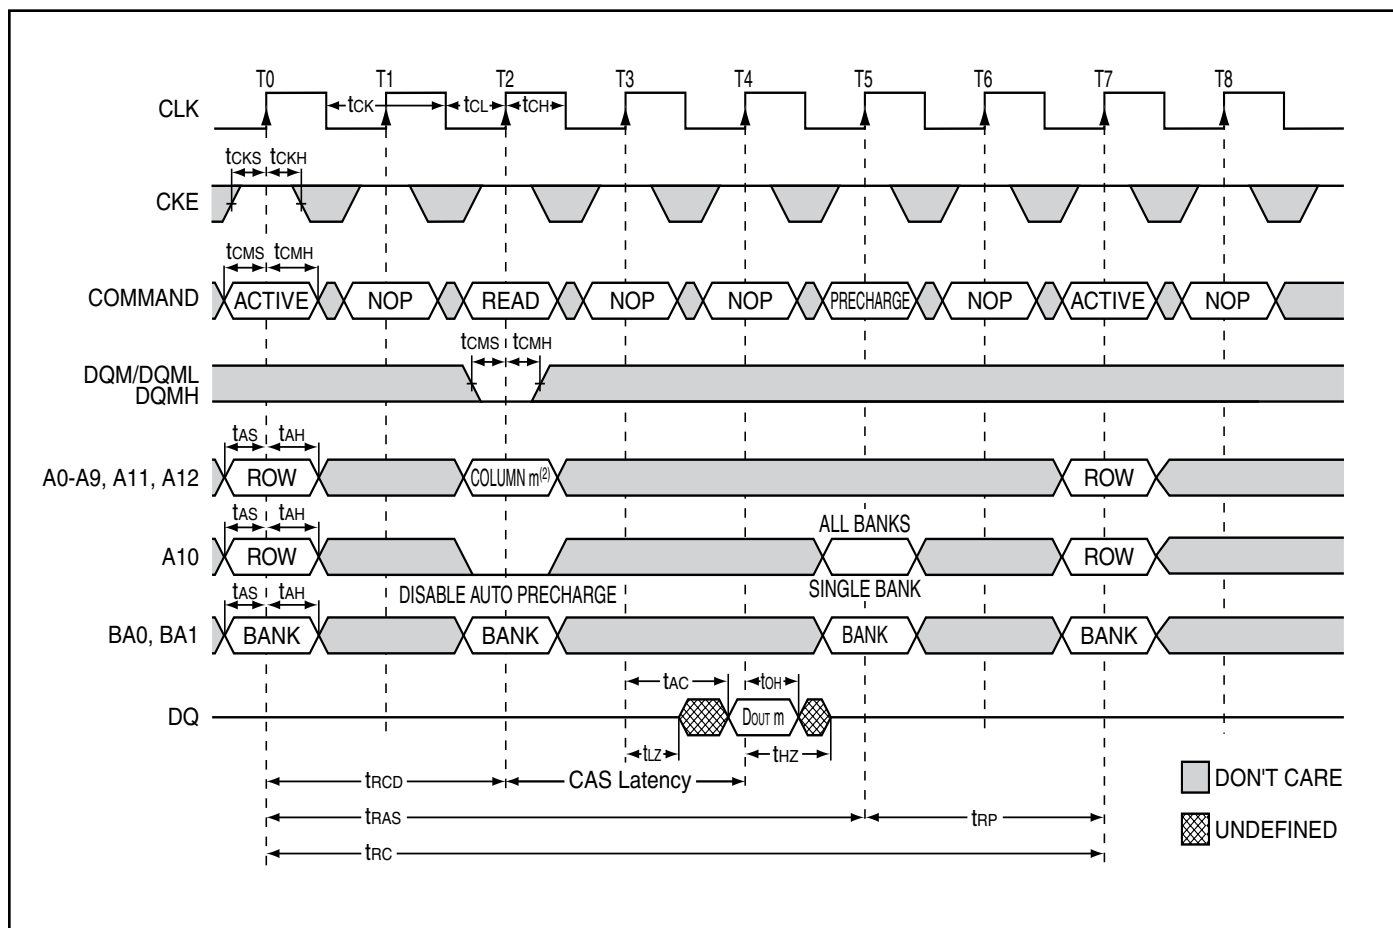 T0 T1 T2 T3 T4 T5 T6 T7 T8
CLK tCK tCL tCH
tCKS tCKH
CKE
tCMS tCMH
COMMAND ACTIVE NOP READ NOP NOP PRECHARGE NOP ACTIVE NOP
tCMS tCMH
DQM/DQML
DQMH
tAS tAH
A0-A9, A11, A12 ROW COLUMN m(2) ROW
tAS tAH ALL BANKS
A10 ROW ROW
DISABLE AUTO PRECHARGE SINGLE BANK
tAS tAH
BA0, BA1 BANK BANK BANK BANK
tAC tOH
DQ DOUT m
tLZ tHZ
tRCD CAS Latency
DON'T CARE
tRAS tRP
UNDEFINED
tRC